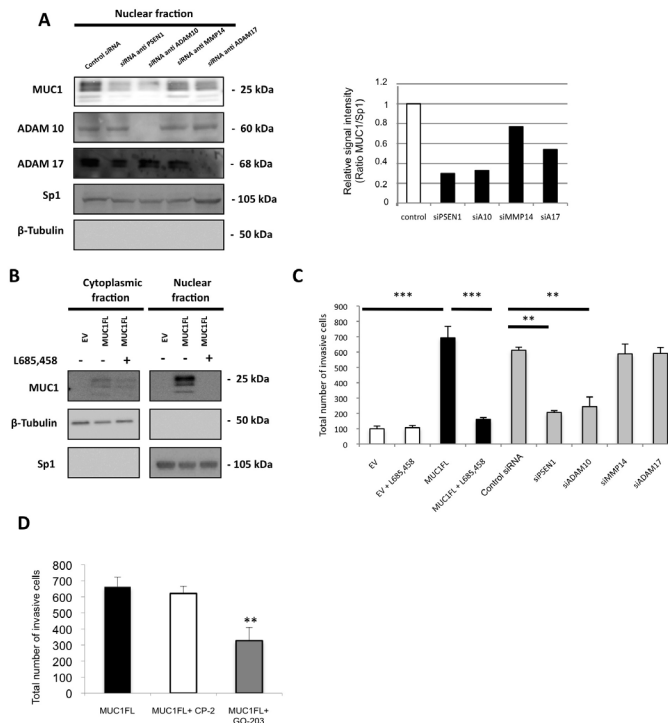 A
Nuclear fraction
Control siRNA
siRNA anti PSEN1
siRNA anti ADAM10
siRNA anti MMP14
siRNA anti ADAM17
MUC1
- 25 kDa
ADAM 10
- 60 kDa
ADAM 17
- 68 kDa
Sp1
- 105 kDa
β-Tubulin
- 50 kDa
Relative signal intensity
(Ratio MUC1/Sp1)
1.2
1
0.8
0.6
0.4
0.2
control
siPSEN1
siA10
siMMP14
siA17
B
Cytoplasmic
fraction
Nuclear
fraction
EV
MUC1FL
MUC1FL
EV
MUC1FL
MUC1FL
L685,458
- - +
- - +
MUC1
- 25 kDa
β-Tubulin
- 50 kDa
Sp1
- 105 kDa
C
Total number of invasive cells
900
800
700
600
500
400
300
200
100
0
***
***
**
**
EV
EV + L685,458
MUC1FL
MUC1FL + L685,458
Control siRNA
siPSEN1
siADAM10
siMMP14
siADAM17
D
Total number of invasive cells
800
700
600
500
400
300
200
100
0
**
MUC1FL
MUC1FL+ CP-2
MUC1FL+
GO-203